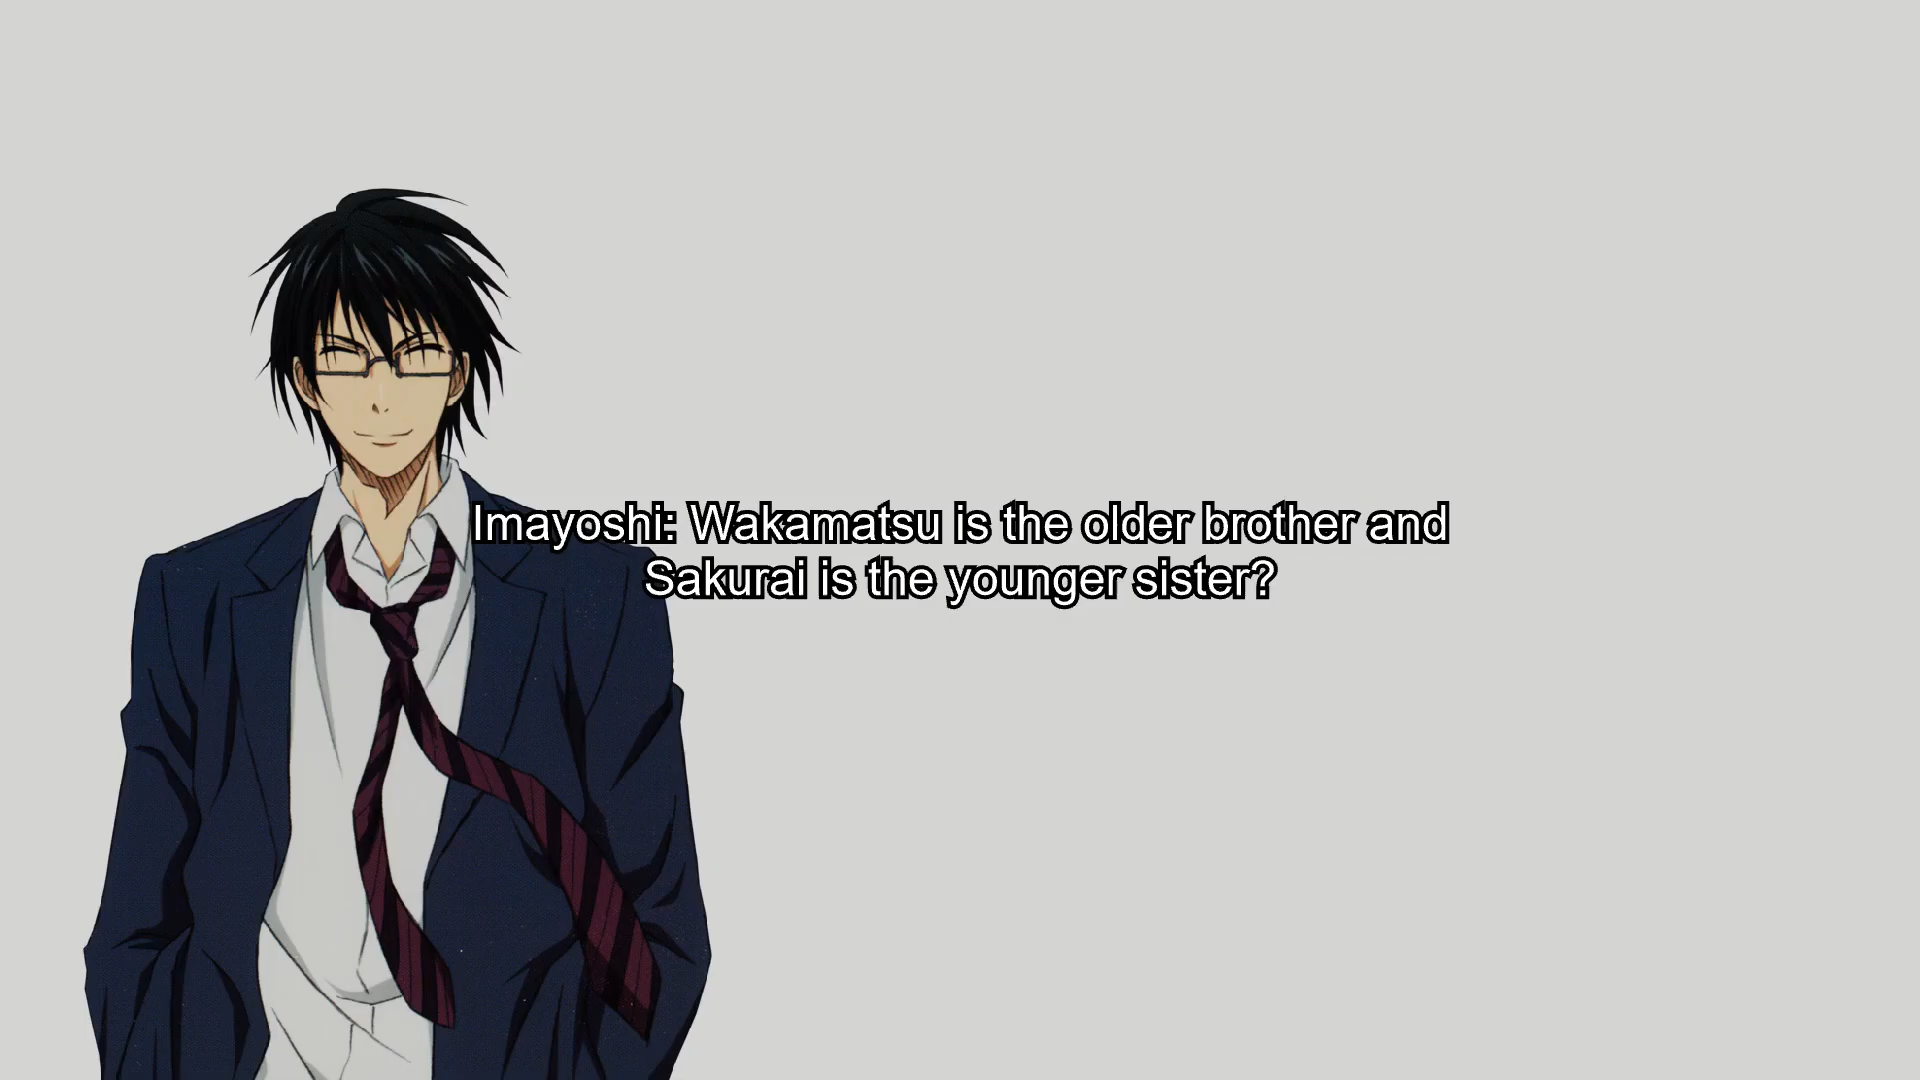 Imayoshi: Wakamatsu is the older brother and
Sakurai is the younger sister?